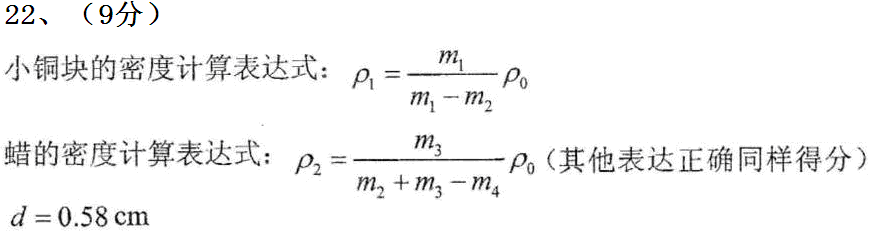 22、（9分）
小铜块的密度计算表达式： ρ₁ = m₁/(m₁ − m₂) ρ₀
蜡的密度计算表达式： ρ₂ = m₃/(m₂ + m₃ − m₄) ρ₀（其他表达正确同样得分）
d = 0.58 cm